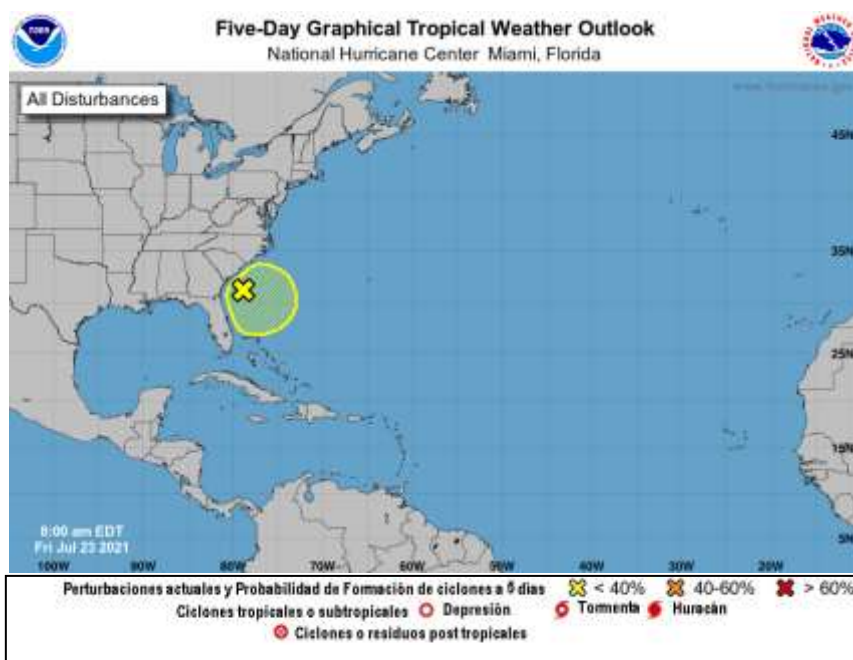 Five-Day Graphical Tropical Weather Outlook
National Hurricane Center Miami, Florida
All Disturbances
45N
35N
25N
15N
5N
8:00 am EDT
Fri Jul 23 2021
100W 90W 80W 70W 60W 50W 40W 30W 20W
Perturbaciones actuales y Probabilidad de Formación de ciclones a 5 días < 40% 40-60% > 60%
Ciclones tropicales o subtropicales Depresión Tormenta Huracán
Ciclones o residuos post tropicales